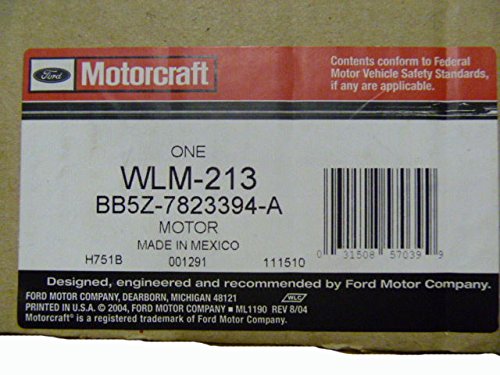 Ford Motorcraft
Contents conform to Federal
Motor Vehicle Safety Standards,
if any are applicable.
ONE
WLM-213
BB5Z-7823394-A
MOTOR
MADE IN MEXICO
H751B 001291 111510
0 31508 57039 9
Designed, engineered and recommended by Ford Motor Company.
FORD MOTOR COMPANY, DEARBORN, MICHIGAN 48121 WLC
PRINTED IN U.S.A. © 2004, FORD MOTOR COMPANY ■ ML1190 REV 8/04
Motorcraft® is a registered trademark of Ford Motor Company.